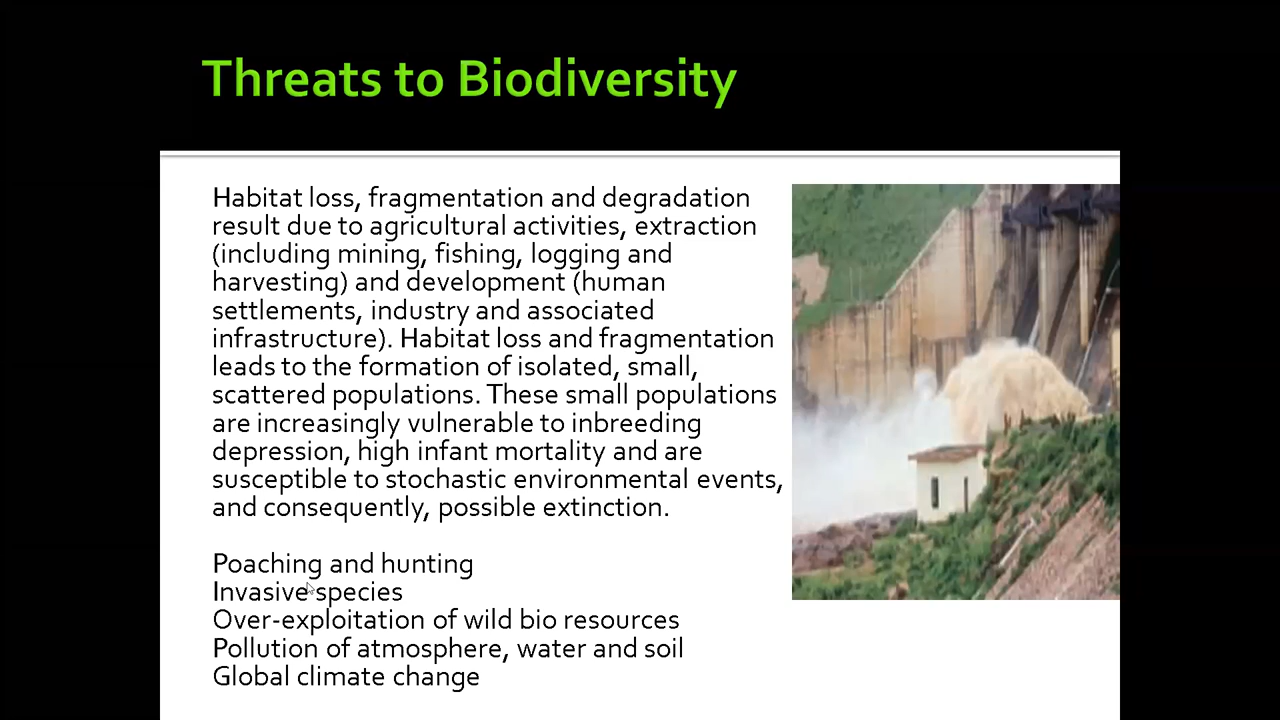 Threats to Biodiversity
Habitat loss, fragmentation and degradation
result due to agricultural activities, extraction
(including mining, fishing, logging and
harvesting) and development (human
settlements, industry and associated
infrastructure). Habitat loss and fragmentation
leads to the formation of isolated, small,
scattered populations. These small populations
are increasingly vulnerable to inbreeding
depression, high infant mortality and are
susceptible to stochastic environmental events,
and consequently, possible extinction.
Poaching and hunting
Invasive species
Over-exploitation of wild bio resources
Pollution of atmosphere, water and soil
Global climate change